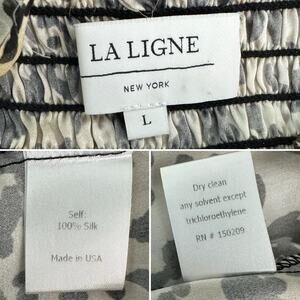 LA LIGNE
NEW YORK
L
Self:
100% Silk
Made in USA
Dry clean
any solvent except
trichloroethylene
RN # 150209